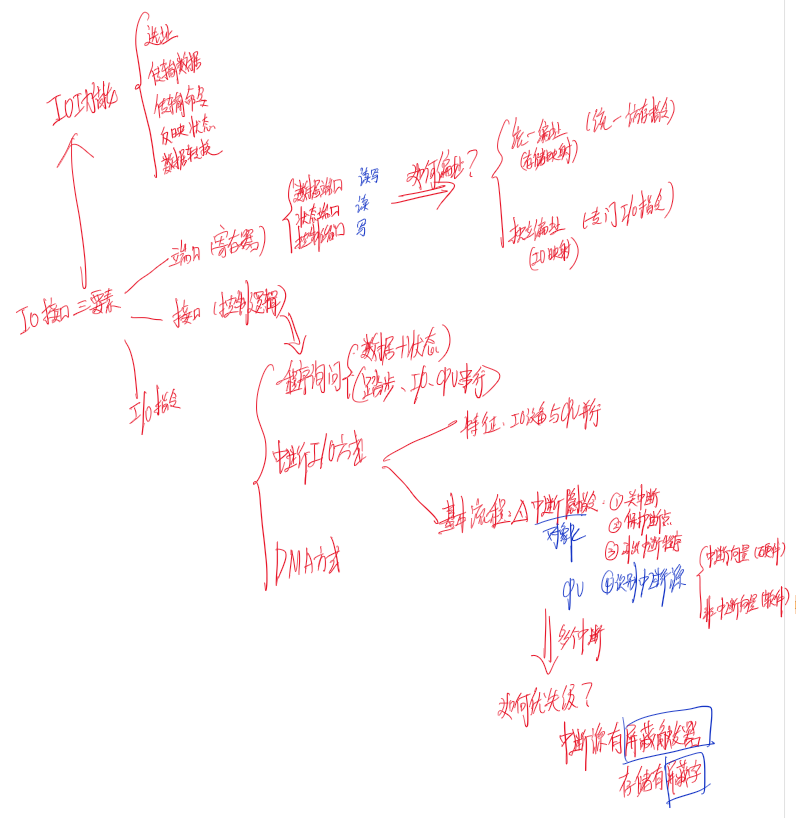 IO功能
选址
传输数据
传输命令
反映状态
数据转换
IO接口三要素
端口(寄存器)
数据端口 读写
状态端口 读
控制端口 写
如何编址?
统一编址 (统一访存指令)
(存储映射)
独立编址 (专门I/O指令)
(IO映射)
接口(控制逻辑)
I/O指令
程序询问
数据+状态)
(踏步、I/O、CPU串行)
中断I/O方式
特征:IO设备与CPU并行
基本流程:△中断隐指令:①关中断
对象
②保护断点
③引出中断程序
CPU ④识别中断源
中断向量(硬件)
非中断向量(软件)
DMA方式
多个中断
如何优先级?
中断源有屏蔽触发器
存储有屏蔽字